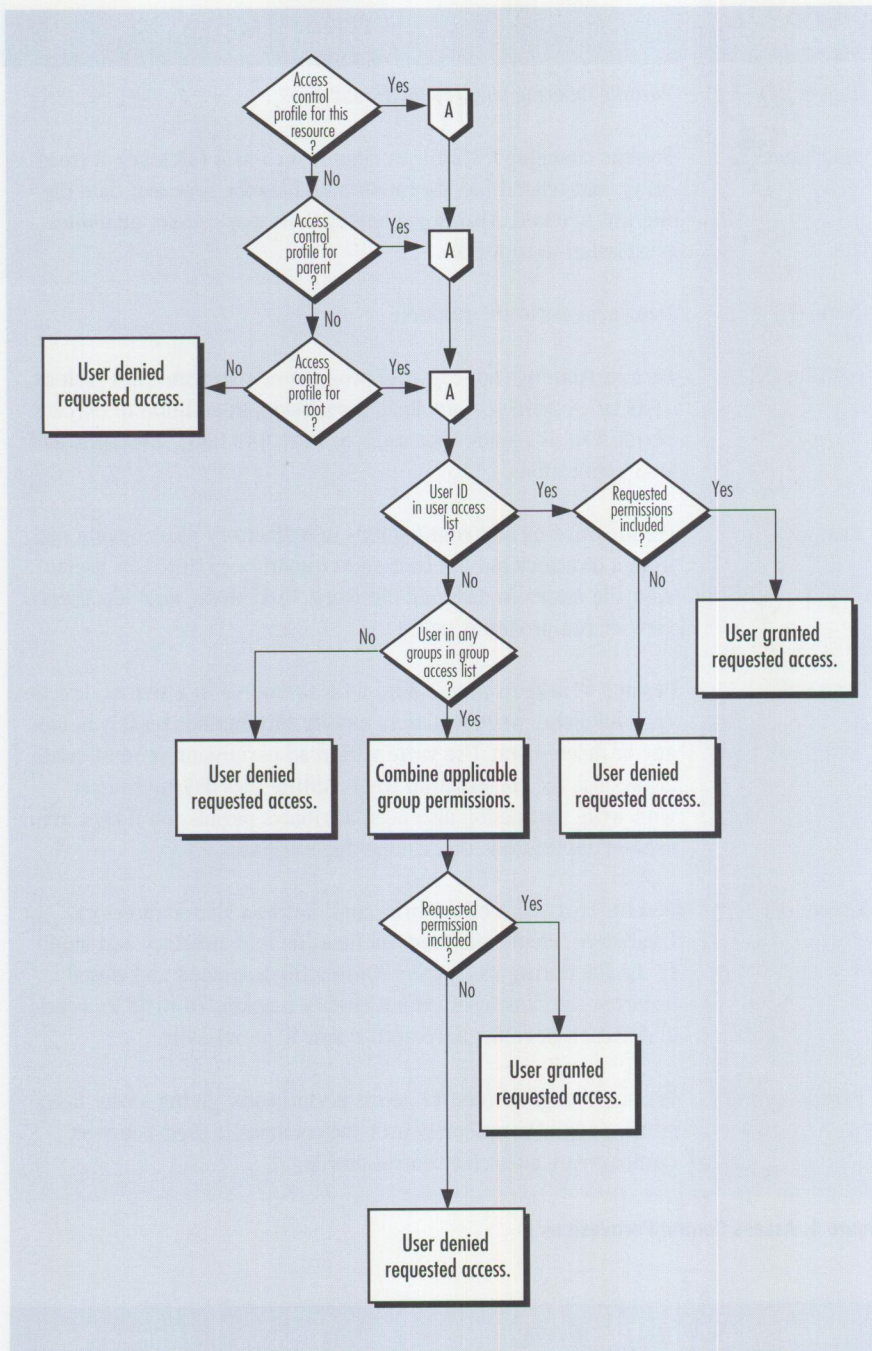 Access
control
profile for this
resource
?
Yes
A
No
Access
control
profile for
parent
?
Yes
A
No
Access
control
profile for
root
?
No
User denied
requested access.
Yes
A
User ID
in user access
list
?
Yes
Requested
permissions
included
?
Yes
User granted
requested access.
No
User denied
requested access.
No
User in any
groups in group
access list
?
No
User denied
requested access.
Yes
Combine applicable
group permissions.
Requested
permission
included
?
Yes
User granted
requested access.
No
User denied
requested access.